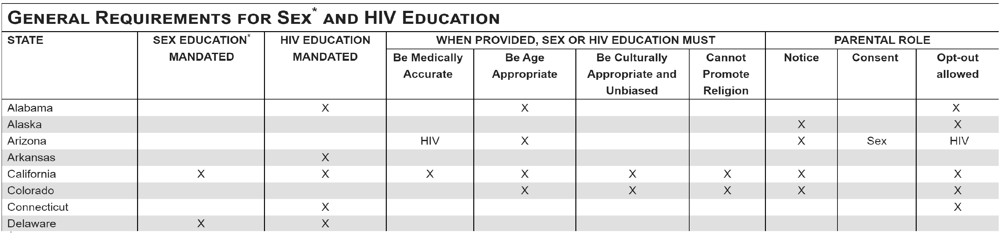 GENERAL REQUIREMENTS FOR SEX* AND HIV EDUCATION
STATE SEX EDUCATION* MANDATED HIV EDUCATION MANDATED WHEN PROVIDED, SEX OR HIV EDUCATION MUST PARENTAL ROLE
Be Medically Accurate Be Age Appropriate Be Culturally Appropriate and Unbiased Cannot Promote Religion Notice Consent Opt-out allowed
Alabama X X X
Alaska X X
Arizona HIV X X Sex HIV
Arkansas X
California X X X X X X X X
Colorado X X X X X
Connecticut X X
Delaware X X